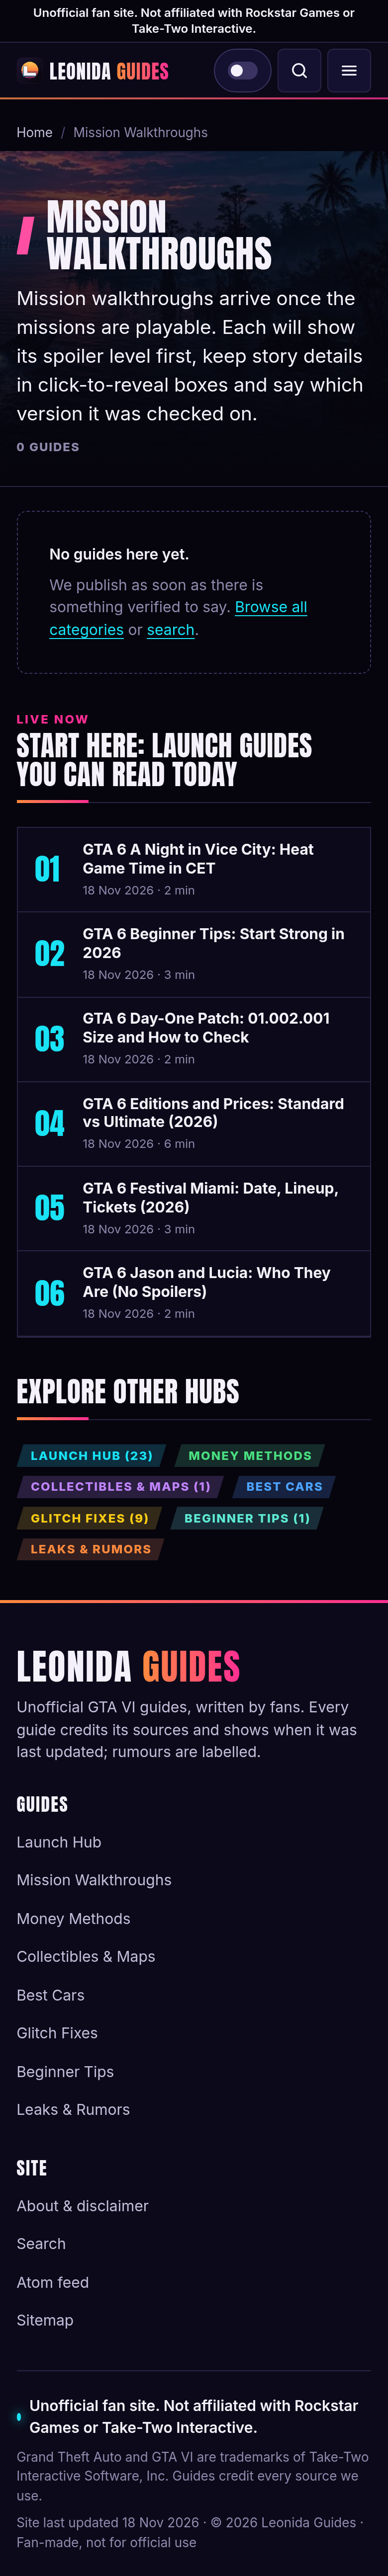 Unofficial fan site. Not affiliated with Rockstar Games or
Take-Two Interactive.
LEONIDA GUIDES
Home / Mission Walkthroughs
MISSION
WALKTHROUGHS
Mission walkthroughs arrive once the
missions are playable. Each will show
its spoiler level first, keep story details
in click-to-reveal boxes and say which
version it was checked on.
0 GUIDES
No guides here yet.
We publish as soon as there is
something verified to say. Browse all
categories or search.
LIVE NOW
START HERE: LAUNCH GUIDES
YOU CAN READ TODAY
01
GTA 6 A Night in Vice City: Heat
Game Time in CET
18 Nov 2026 · 2 min
02
GTA 6 Beginner Tips: Start Strong in
2026
18 Nov 2026 · 3 min
03
GTA 6 Day-One Patch: 01.002.001
Size and How to Check
18 Nov 2026 · 2 min
04
GTA 6 Editions and Prices: Standard
vs Ultimate (2026)
18 Nov 2026 · 6 min
05
GTA 6 Festival Miami: Date, Lineup,
Tickets (2026)
18 Nov 2026 · 3 min
06
GTA 6 Jason and Lucia: Who They
Are (No Spoilers)
18 Nov 2026 · 2 min
EXPLORE OTHER HUBS
LAUNCH HUB (23) MONEY METHODS
COLLECTIBLES & MAPS (1) BEST CARS
GLITCH FIXES (9) BEGINNER TIPS (1)
LEAKS & RUMORS
LEONIDA GUIDES
Unofficial GTA VI guides, written by fans. Every
guide credits its sources and shows when it was
last updated; rumours are labelled.
GUIDES
Launch Hub
Mission Walkthroughs
Money Methods
Collectibles & Maps
Best Cars
Glitch Fixes
Beginner Tips
Leaks & Rumors
SITE
About & disclaimer
Search
Atom feed
Sitemap
Unofficial fan site. Not affiliated with Rockstar
Games or Take-Two Interactive.
Grand Theft Auto and GTA VI are trademarks of Take-Two
Interactive Software, Inc. Guides credit every source we
use.
Site last updated 18 Nov 2026 · © 2026 Leonida Guides ·
Fan-made, not for official use